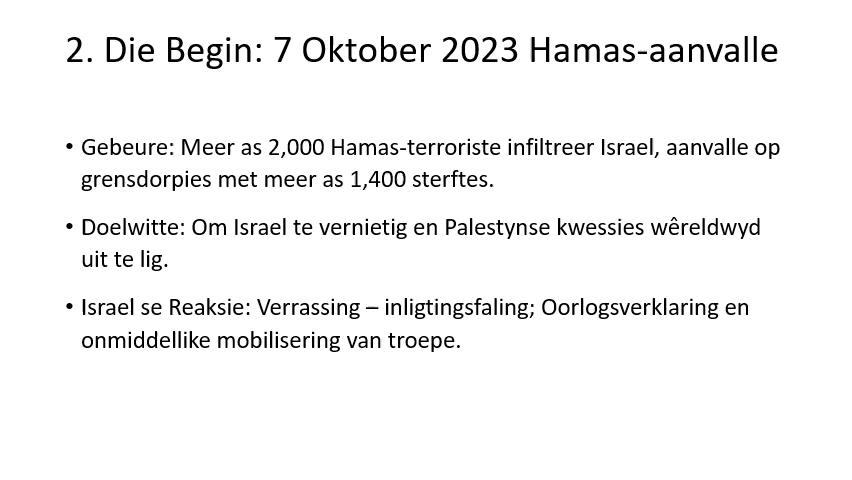 2. Die Begin: 7 Oktober 2023 Hamas-aanvalle
• Gebeure: Meer as 2,000 Hamas-terroriste infiltreer Israel, aanvalle op
grensdorpies met meer as 1,400 sterftes.
• Doelwitte: Om Israel te vernietig en Palestynse kwessies wêreldwyd
uit te lig.
• Israel se Reaksie: Verrassing – inligtingsfaling; Oorlogsverklaring en
onmiddellike mobilisering van troepe.